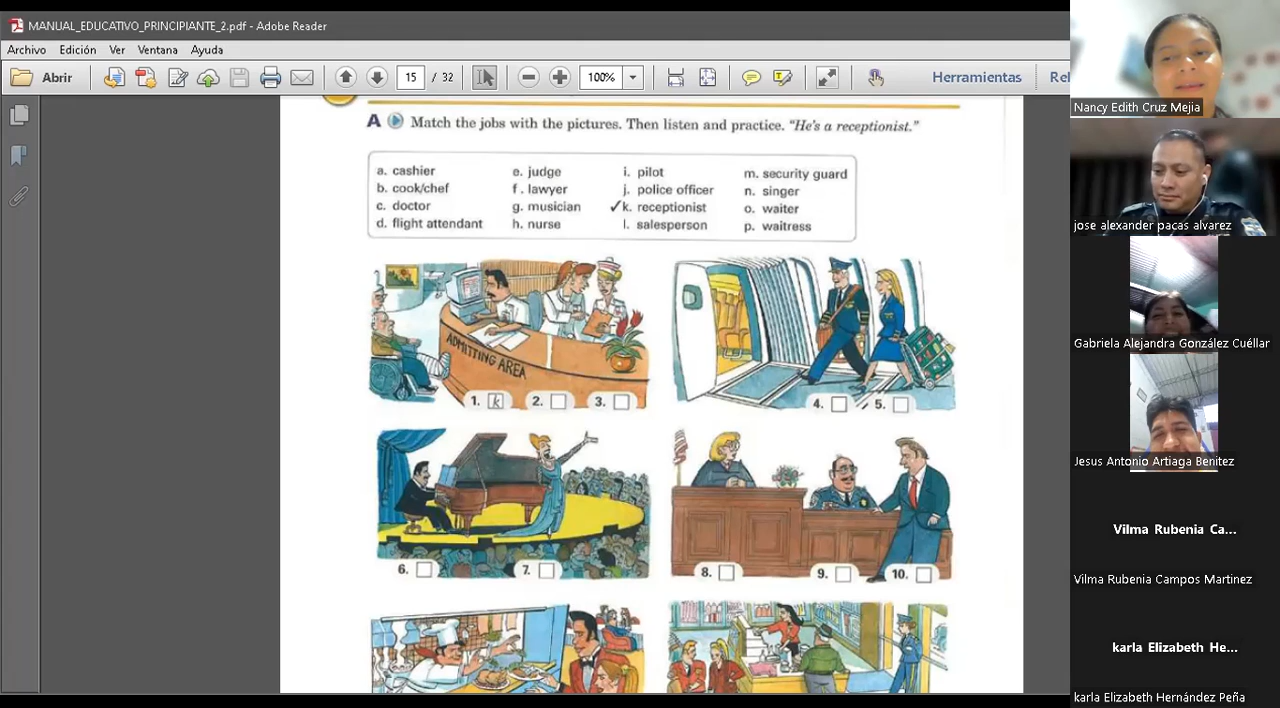 MANUAL_EDUCATIVO_PRINCIPIANTE_2.pdf - Adobe Reader
Archivo Edición Ver Ventana Ayuda
Abrir 15 / 32 100% Herramientas Rel
A Match the jobs with the pictures. Then listen and practice. "He's a receptionist."
a. cashier e. judge i. pilot m. security guard
b. cook/chef f. lawyer j. police officer n. singer
c. doctor g. musician ✓k. receptionist o. waiter
d. flight attendant h. nurse l. salesperson p. waitress
ADMITTING AREA
1. k 2. 3. 4. 5.
6. 7. 8. 9. 10.
Nancy Edith Cruz Mejia
jose alexander pacas alvarez
Gabriela Alejandra González Cuéllar
Jesus Antonio Artiaga Benitez
Vilma Rubenia Ca...
Vilma Rubenia Campos Martinez
karla Elizabeth He...
karla Elizabeth Hernández Peña